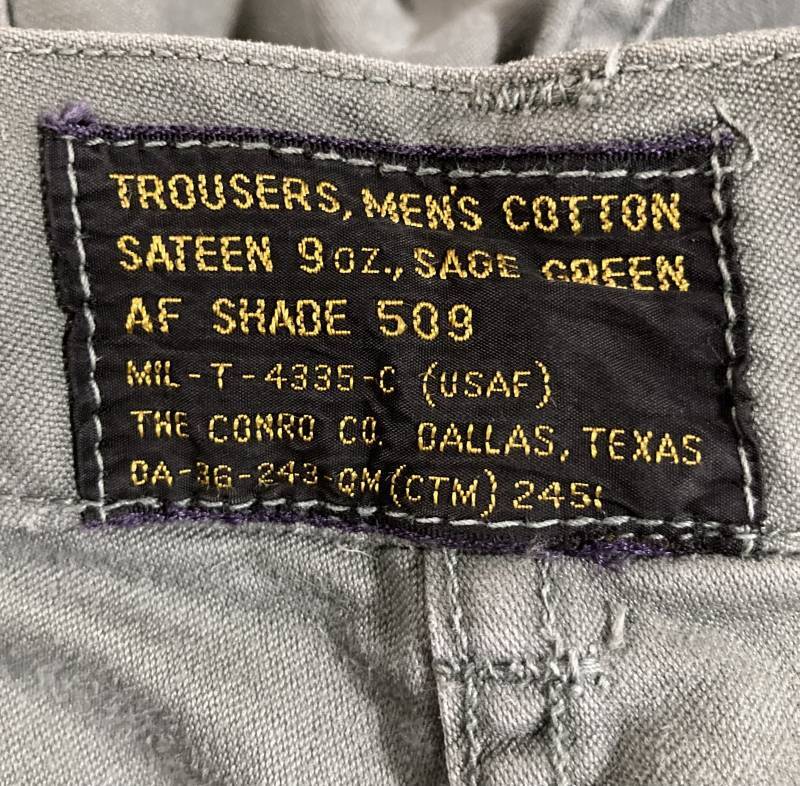 TROUSERS, MEN'S COTTON
SATEEN 9 OZ., SAGE GREEN
AF SHADE 509
MIL-T-4335-C (USAF)
THE CONRO CO. DALLAS, TEXAS
DA-36-243-QM(CTM)